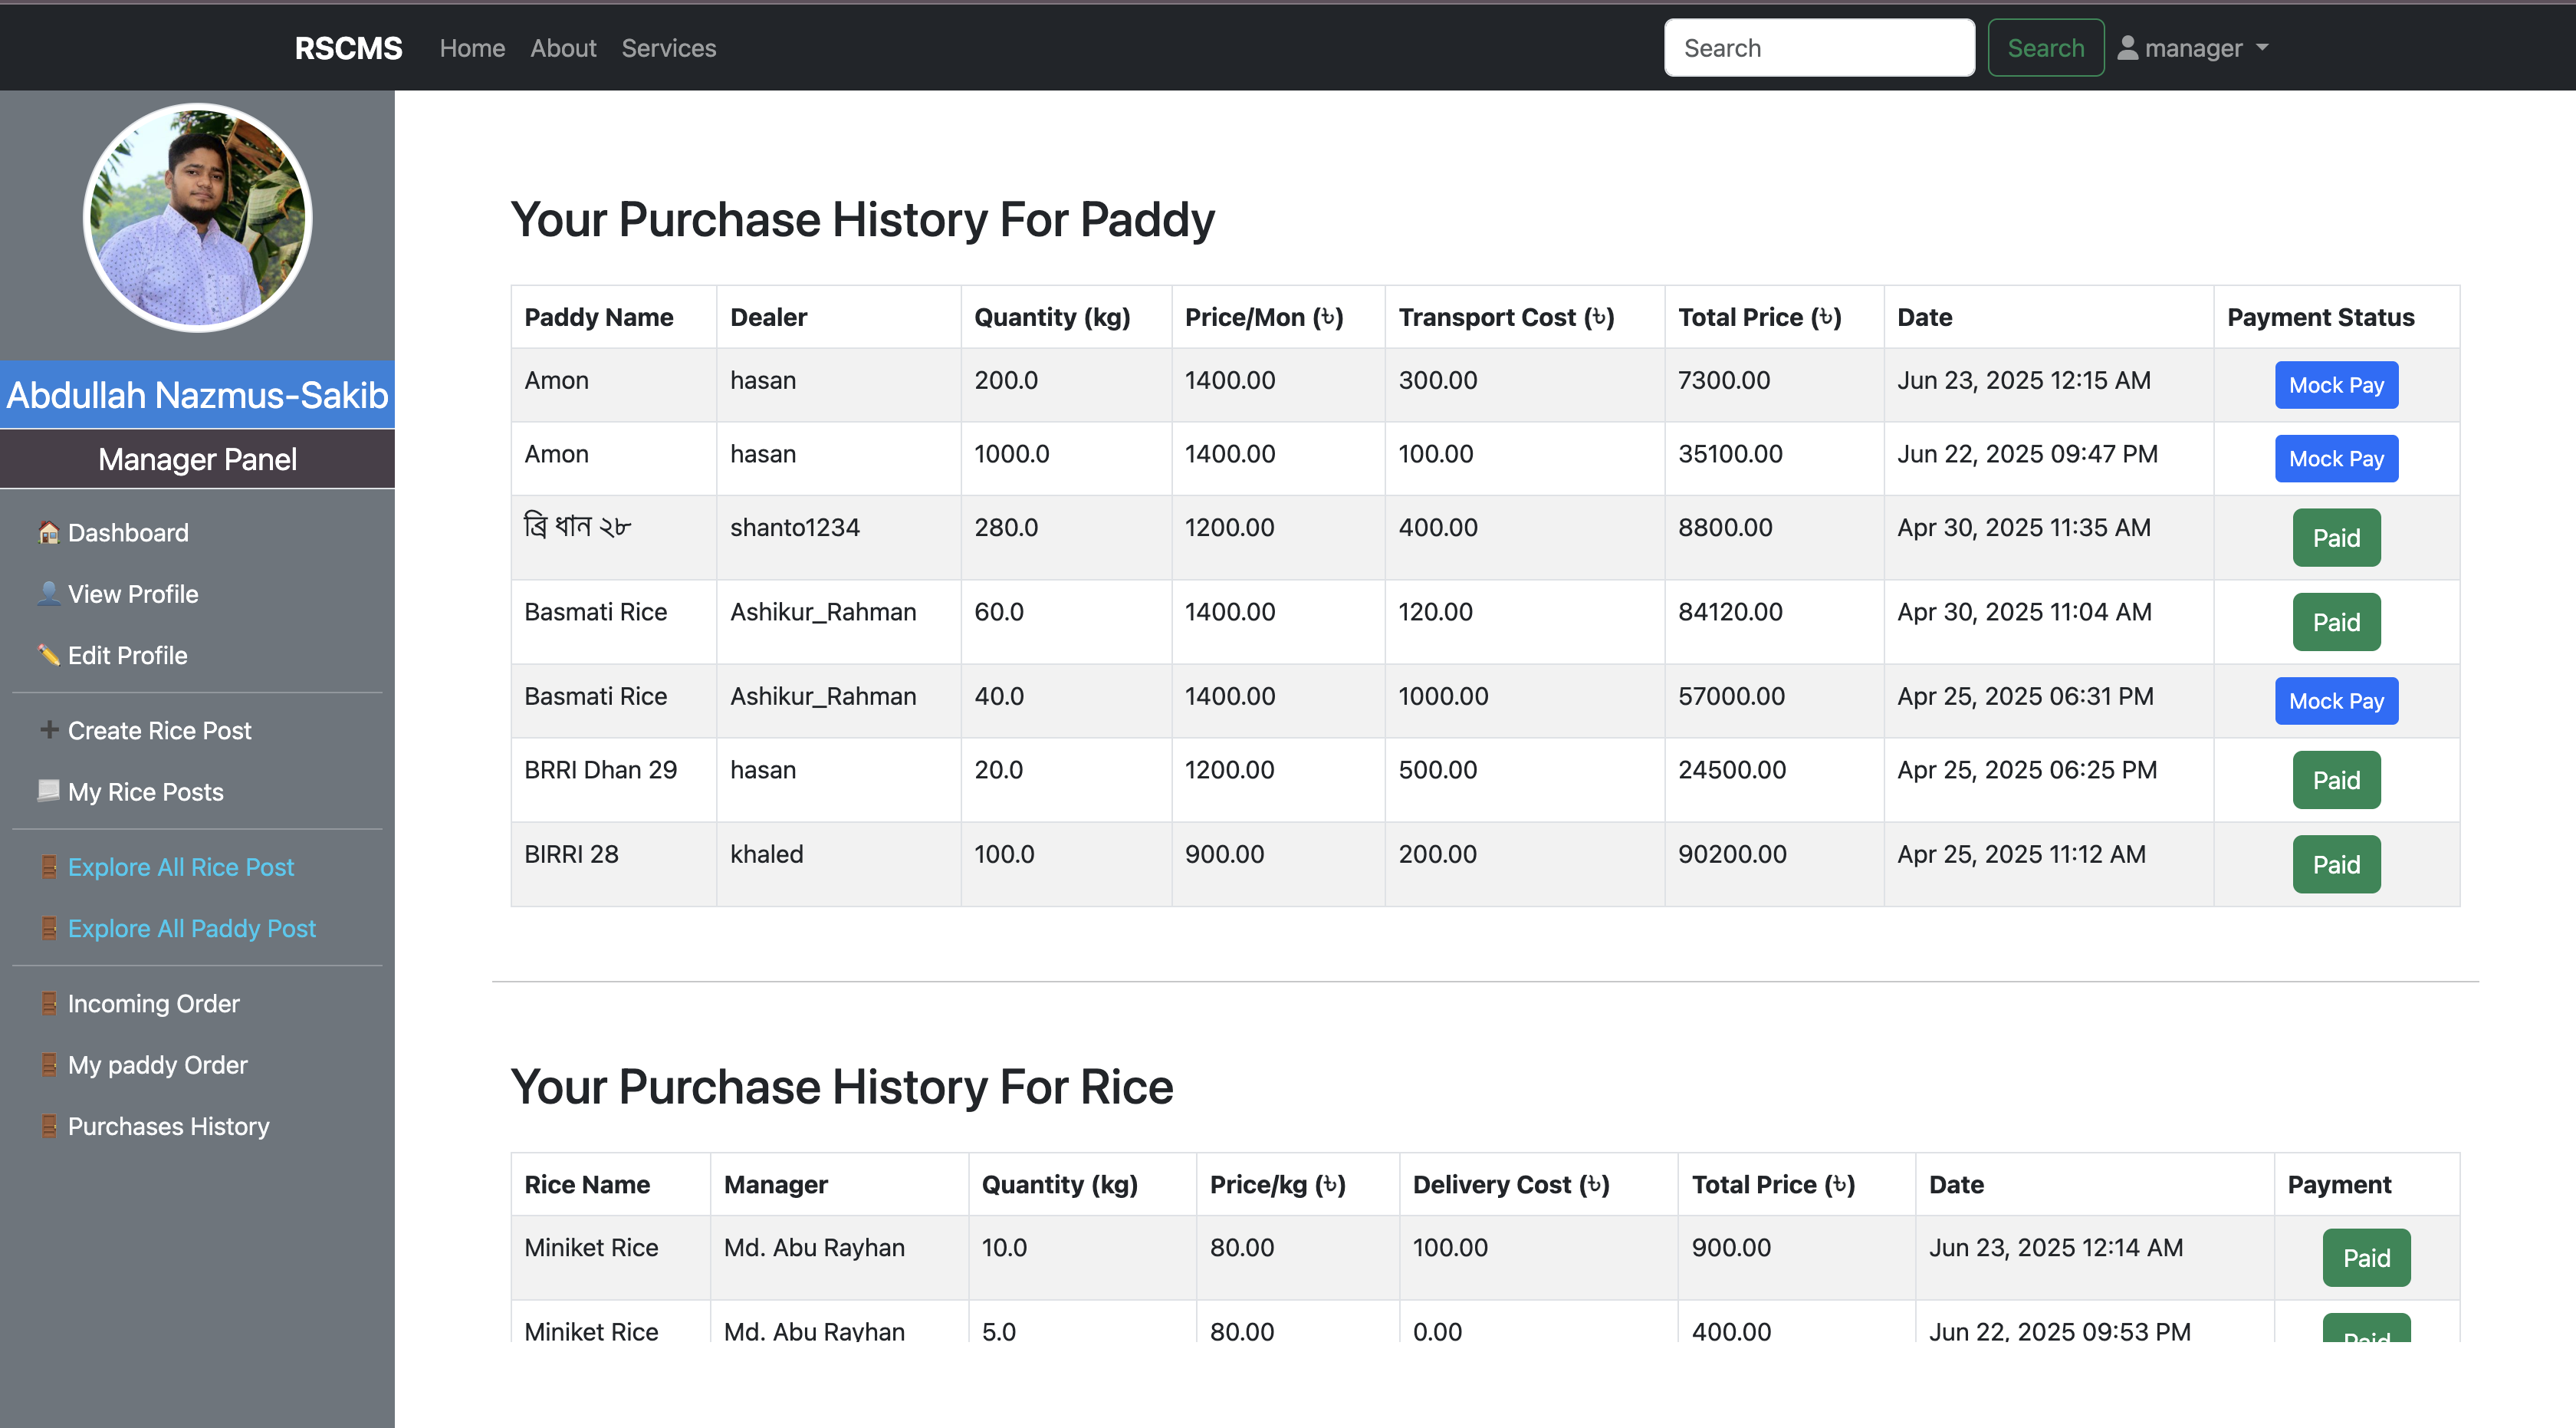 RSCMS Home About Services Search Search manager
Abdullah Nazmus-Sakib
Manager Panel
Dashboard
View Profile
Edit Profile
Create Rice Post
My Rice Posts
Explore All Rice Post
Explore All Paddy Post
Incoming Order
My paddy Order
Purchases History
Your Purchase History For Paddy
Paddy Name Dealer Quantity (kg) Price/Mon (৳) Transport Cost (৳) Total Price (৳) Date Payment Status
Amon hasan 200.0 1400.00 300.00 7300.00 Jun 23, 2025 12:15 AM Mock Pay
Amon hasan 1000.0 1400.00 100.00 35100.00 Jun 22, 2025 09:47 PM Mock Pay
ব্রি ধান ২৮ shanto1234 280.0 1200.00 400.00 8800.00 Apr 30, 2025 11:35 AM Paid
Basmati Rice Ashikur_Rahman 60.0 1400.00 120.00 84120.00 Apr 30, 2025 11:04 AM Paid
Basmati Rice Ashikur_Rahman 40.0 1400.00 1000.00 57000.00 Apr 25, 2025 06:31 PM Mock Pay
BRRI Dhan 29 hasan 20.0 1200.00 500.00 24500.00 Apr 25, 2025 06:25 PM Paid
BIRRI 28 khaled 100.0 900.00 200.00 90200.00 Apr 25, 2025 11:12 AM Paid
Your Purchase History For Rice
Rice Name Manager Quantity (kg) Price/kg (৳) Delivery Cost (৳) Total Price (৳) Date Payment
Miniket Rice Md. Abu Rayhan 10.0 80.00 100.00 900.00 Jun 23, 2025 12:14 AM Paid
Miniket Rice Md. Abu Rayhan 5.0 80.00 0.00 400.00 Jun 22, 2025 09:53 PM Paid